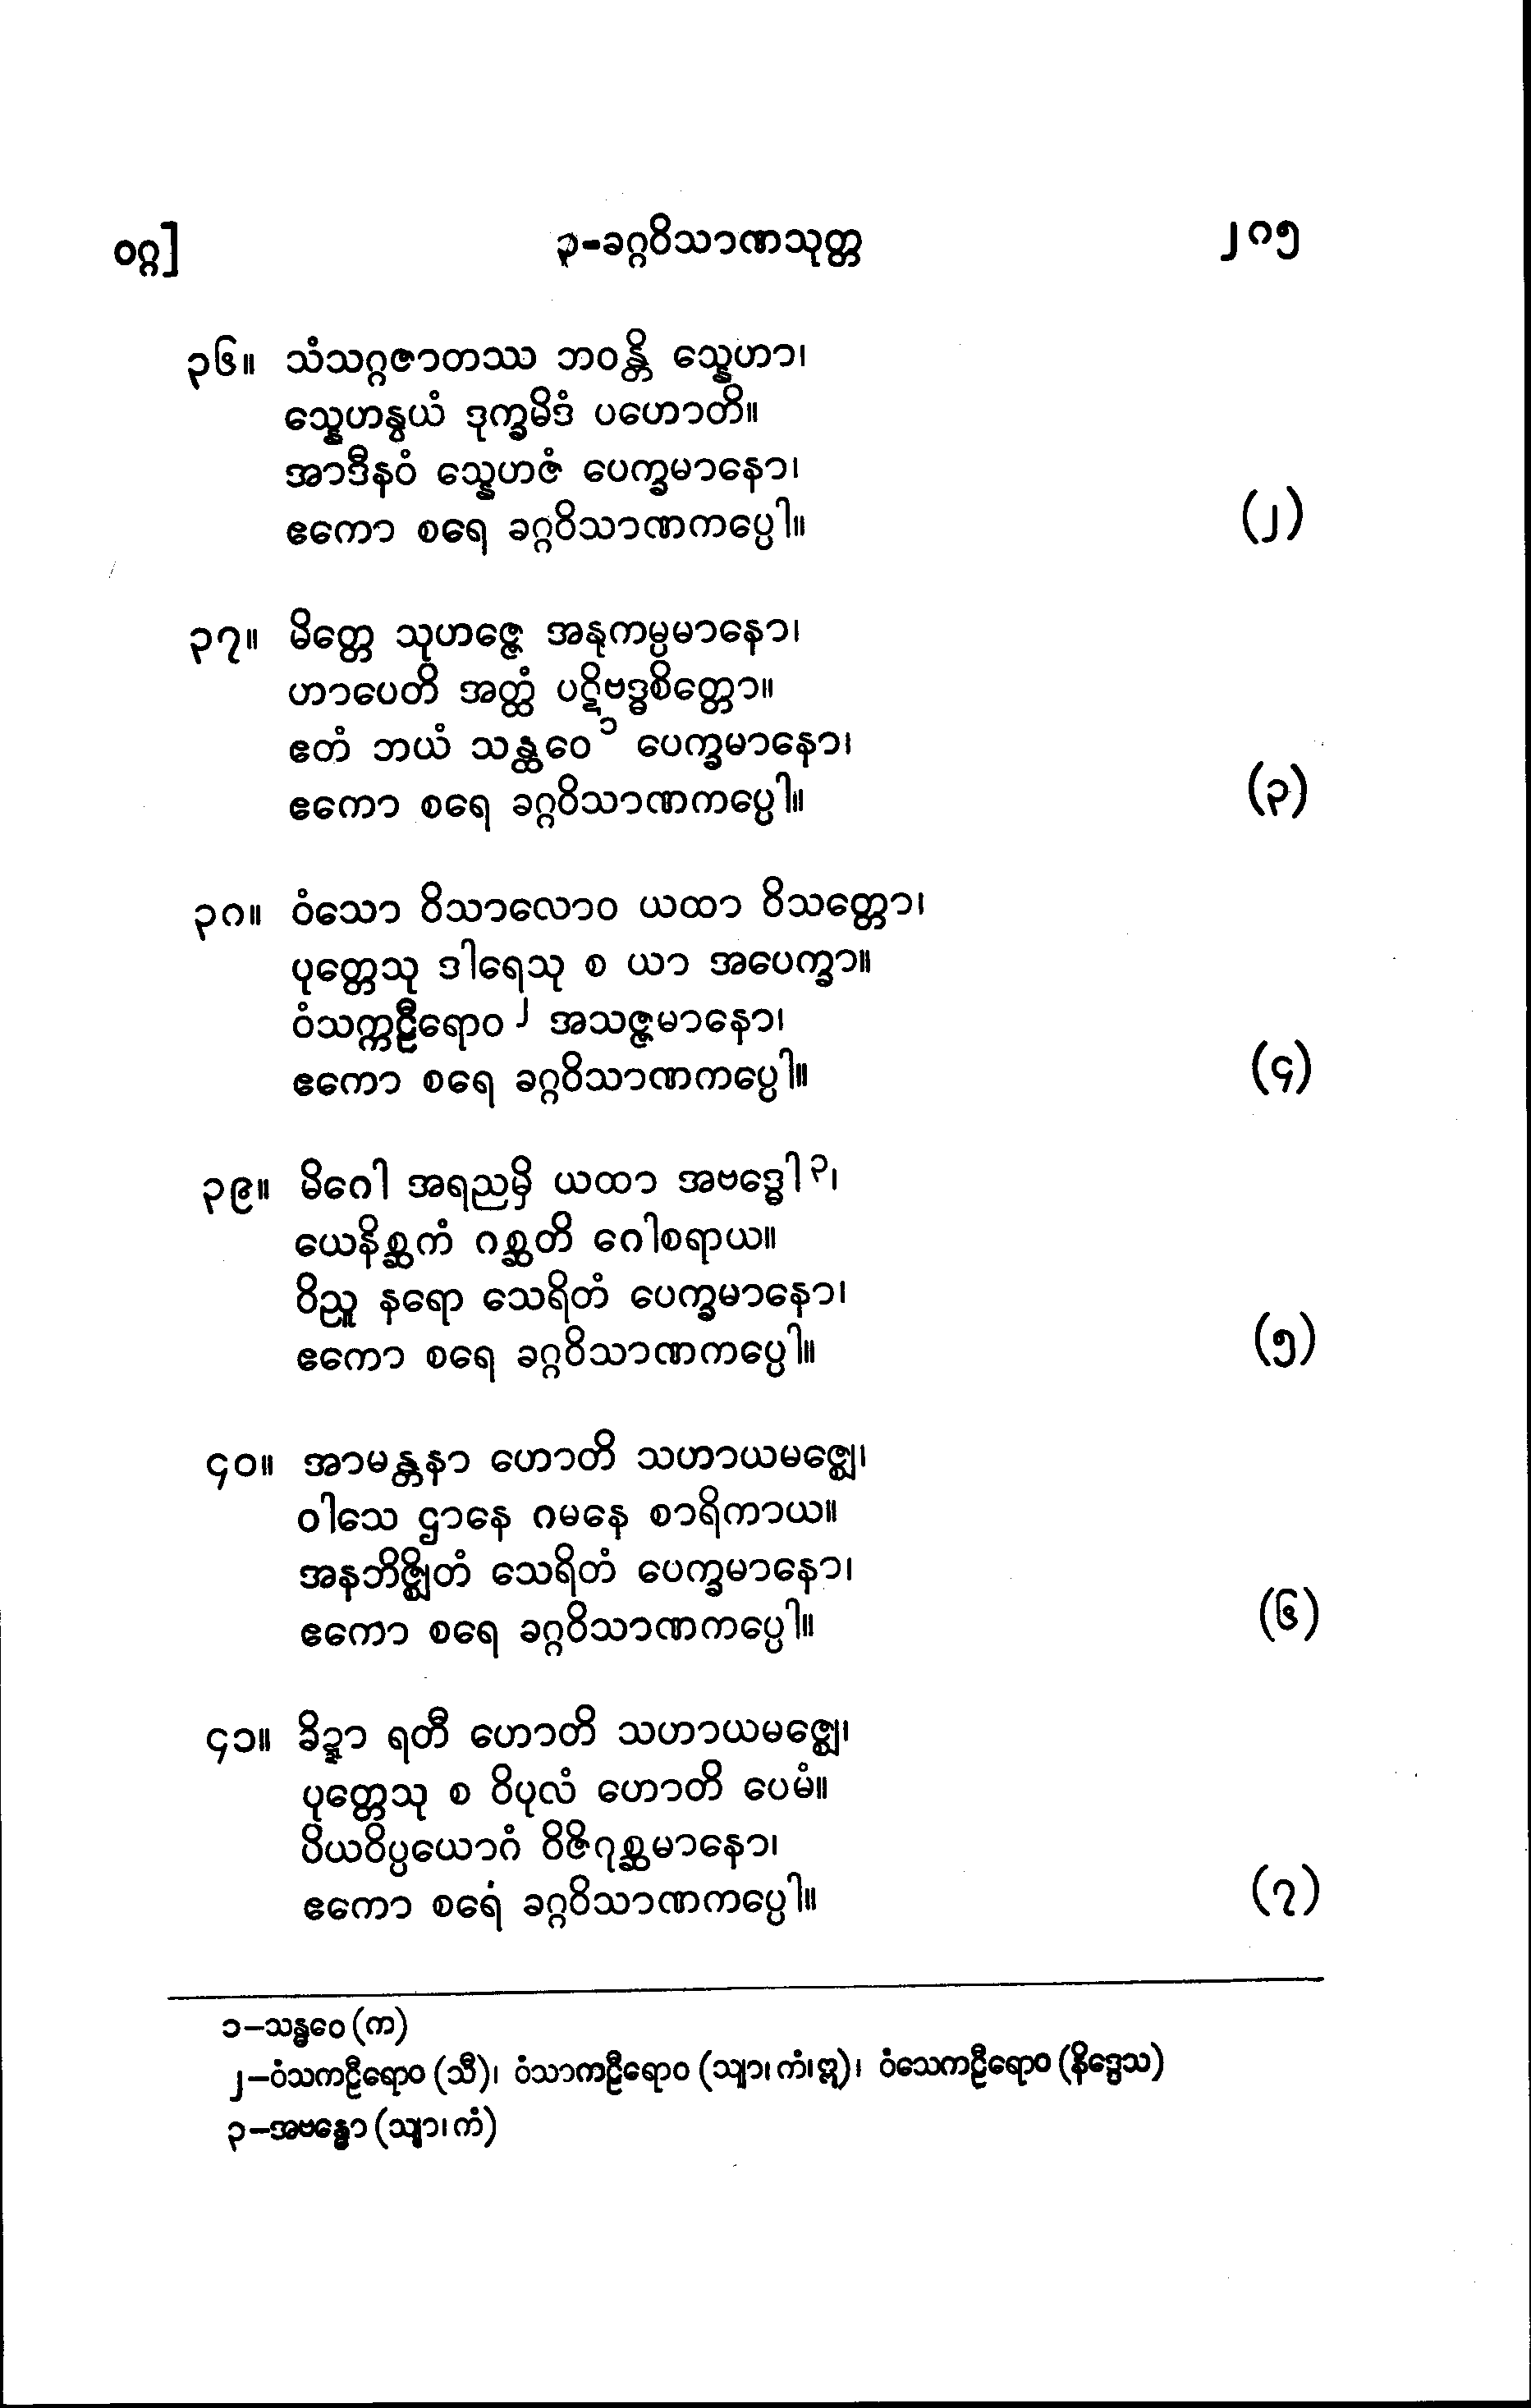 ဝဂ္ဂ] ၃-ခဂ္ဂဝိသာဏသုတ္တ ၂၈၅
၃၆။ သံသဂ္ဂဇာတဿ ဘဝန္တိ သ္နေဟာ၊
သ္နေဟနွယံ ဒုက္ခမိဒံ ပဟောတိ။
အာဒီနဝံ သ္နေဟဇံ ပေက္ခမာနော၊
ဧကော စရေ ခဂ္ဂဝိသာဏကပ္ပေါ။ (၂)
၃၇။ မိတ္တေ သုဟဇ္ဇေ အနုကမ္ပမာနော၊
ဟာပေတိ အတ္ထံ ပဋိဗဒ္ဓစိတ္တော။
ဧတံ ဘယံ သန္ထဝေ ၁ ပေက္ခမာနော၊
ဧကော စရေ ခဂ္ဂဝိသာဏကပ္ပေါ။ (၃)
၃၈။ ဝံသော ဝိသာလောဝ ယထာ ဝိသတ္တော၊
ပုတ္တေသု ဒါရေသု စ ယာ အပေက္ခာ။
ဝံသက္ကဠီရောဝ ၂ အသဇ္ဇမာနော၊
ဧကော စရေ ခဂ္ဂဝိသာဏကပ္ပေါ။ (၄)
၃၉။ မိဂေါ အရညမှိ ယထာ အဗဒ္ဓေါ ၃၊
ယေနိစ္ဆကံ ဂစ္ဆတိ ဂေါစရာယ။
ဝိညူ နရော သေရိတံ ပေက္ခမာနော၊
ဧကော စရေ ခဂ္ဂဝိသာဏကပ္ပေါ။ (၅)
၄၀။ အာမန္တနာ ဟောတိ သဟာယမဇ္ဈေ၊
ဝါသေ ဌာနေ ဂမနေ စာရိကာယ။
အနဘိဇ္ဈိတံ သေရိတံ ပေက္ခမာနော၊
ဧကော စရေ ခဂ္ဂဝိသာဏကပ္ပေါ။ (၆)
၄၁။ ခိဍ္ဍာ ရတီ ဟောတိ သဟာယမဇ္ဈေ၊
ပုတ္တေသု စ ဝိပုလံ ဟောတိ ပေမံ။
ပိယဝိပ္ပယောဂံ ဝိဇိဂုစ္ဆမာနော၊
ဧကော စရေ ခဂ္ဂဝိသာဏကပ္ပေါ။ (၇)
၁–သန္ဓဝေ (က)
၂–ဝံသကဠီရောဝ (သီ)၊ ဝံသာကဠီရောဝ (သျာ၊ ကံ၊ ဋ္ဌ)၊ ဝံသေကဠီရောဝ (နိဒ္ဒေသ)
၃–အဗန္ဓော (သျာ၊ ကံ)